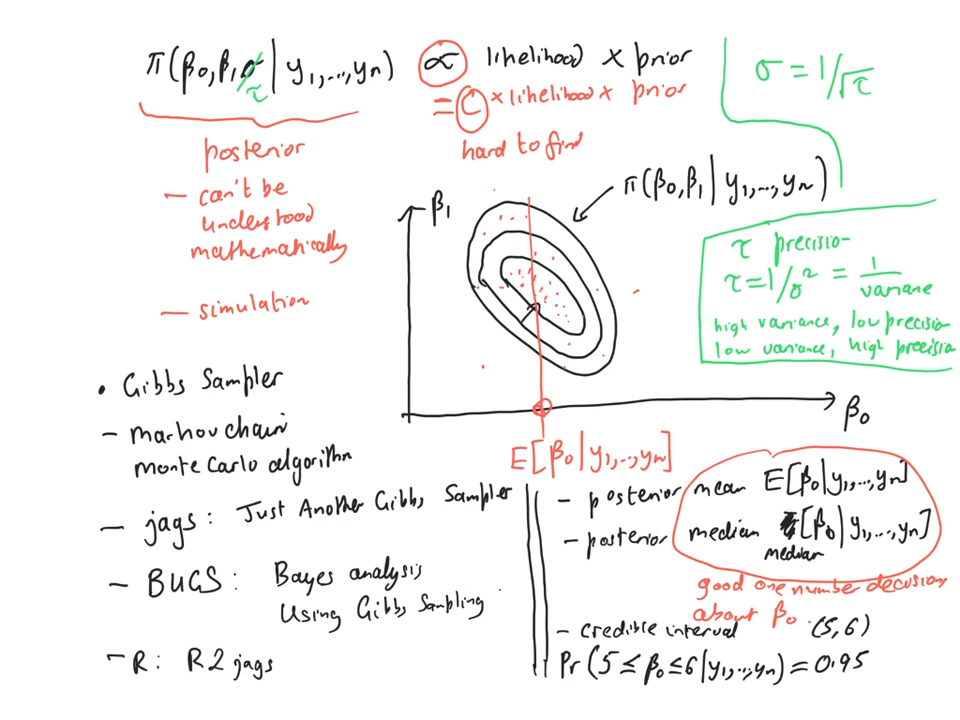 π(β0, β1, σ | y1,...,yn) ∝ likelihood × prior
τ
= C × likelihood × prior
hard to find
σ = 1/√τ
posterior
- can't be
understood
mathematically
- simulation
β1
π(β0, β1 | y1,...,yn)
τ precision
τ = 1/σ² = 1/variance
high variance, low precision
low variance, high precision
β0
E[β0 | y1,..,yn]
• Gibbs Sampler
- markov chain
monte Carlo algorithm
- jags: Just Another Gibbs Sampler
- BUGS: Bayes analysis
Using Gibbs Sampling
- R: R2jags
- posterior mean E[β0 | y1,...,yn]
- posterior median [β0 | y1,...,yn]
median
good one number decision
about β0.
- credible interval (5,6)
Pr(5 ≤ β0 ≤ 6 | y1,...,yn) = 0.95